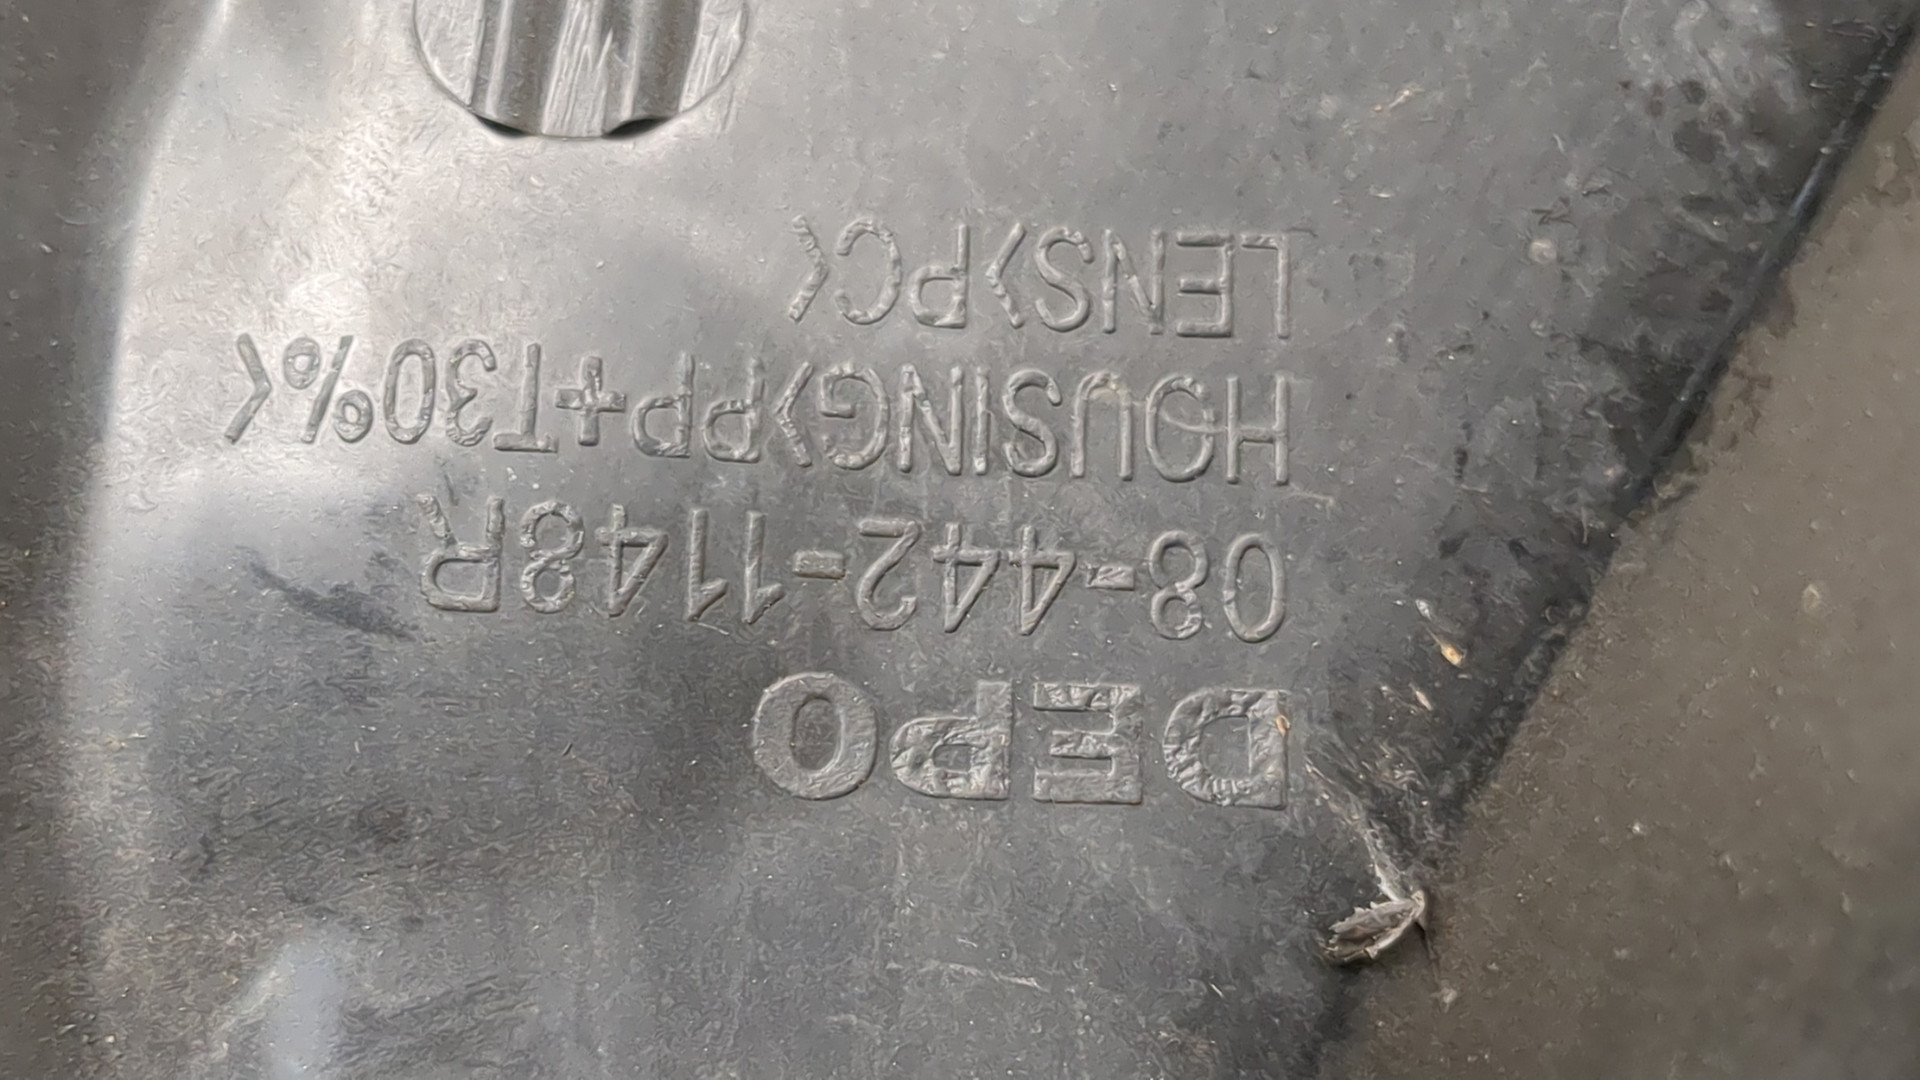 DEPO
08-442-1148R
HOUSING>PP+T30%<
LENS>PC<